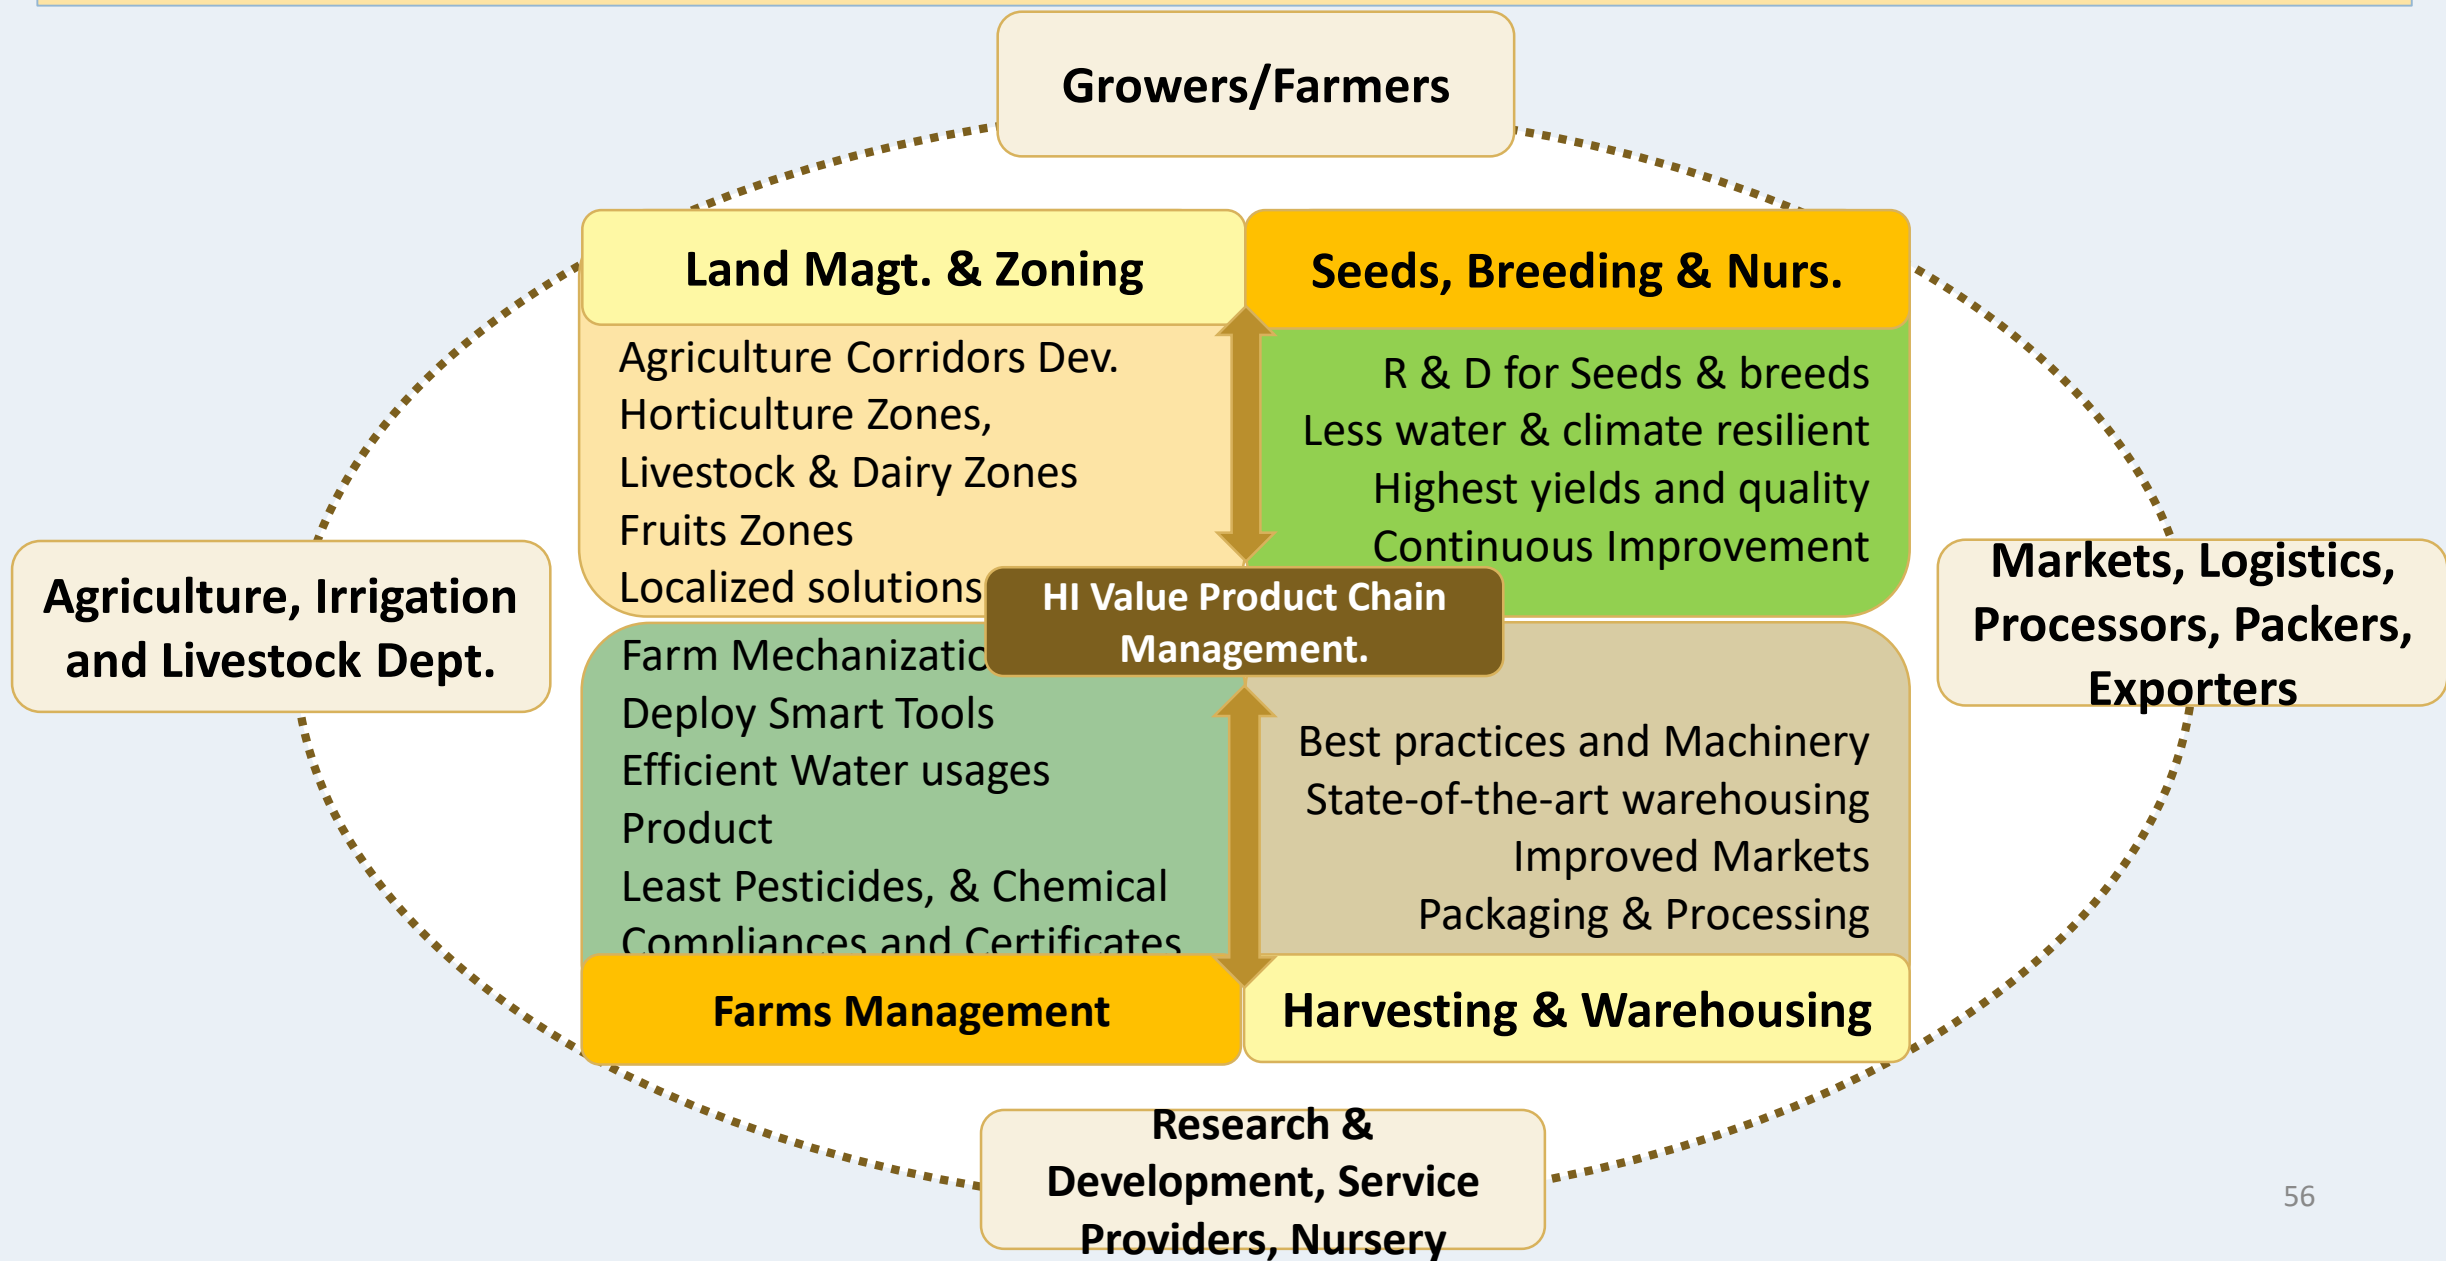 Growers/Farmers
Land Magt. & Zoning
Agriculture Corridors Dev.
Horticulture Zones,
Livestock & Dairy Zones
Fruits Zones
Localized solutions
Seeds, Breeding & Nurs.
R & D for Seeds & breeds
Less water & climate resilient
Highest yields and quality
Continuous Improvement
Agriculture, Irrigation
and Livestock Dept.
HI Value Product Chain
Management.
Markets, Logistics,
Processors, Packers,
Exporters
Farm
Deploy Smart Tools
Efficient Water usages
Product
Least Pesticides, & Chemical
Compliances and Certificates
Farms Management
Best practices and Machinery
State-of-the-art warehousing
Improved Markets
Packaging & Processing
Harvesting & Warehousing
Research &
Development, Service
Providers, Nursery
56